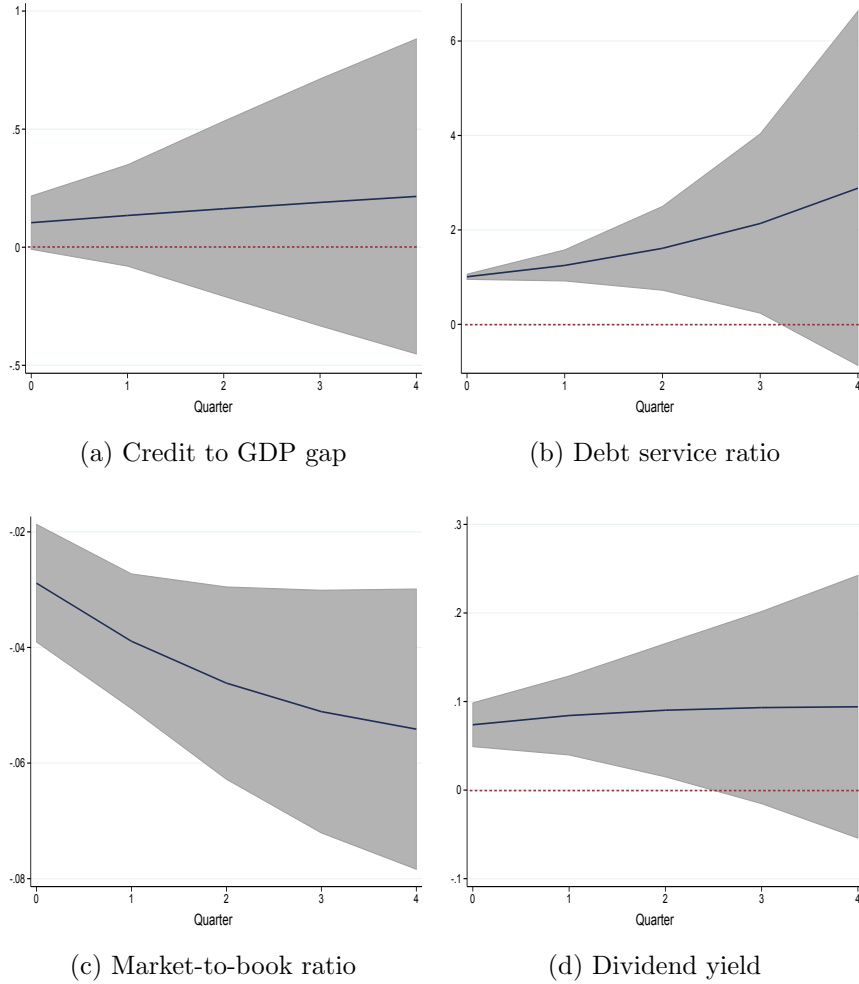 1
.5
0
-.5
0 1 2 3 4
Quarter
(a) Credit to GDP gap
6
4
2
0
0 1 2 3 4
Quarter
(b) Debt service ratio
-.02
-.04
-.06
-.08
0 1 2 3 4
Quarter
(c) Market-to-book ratio
.3
.2
.1
0
-.1
0 1 2 3 4
Quarter
(d) Dividend yield